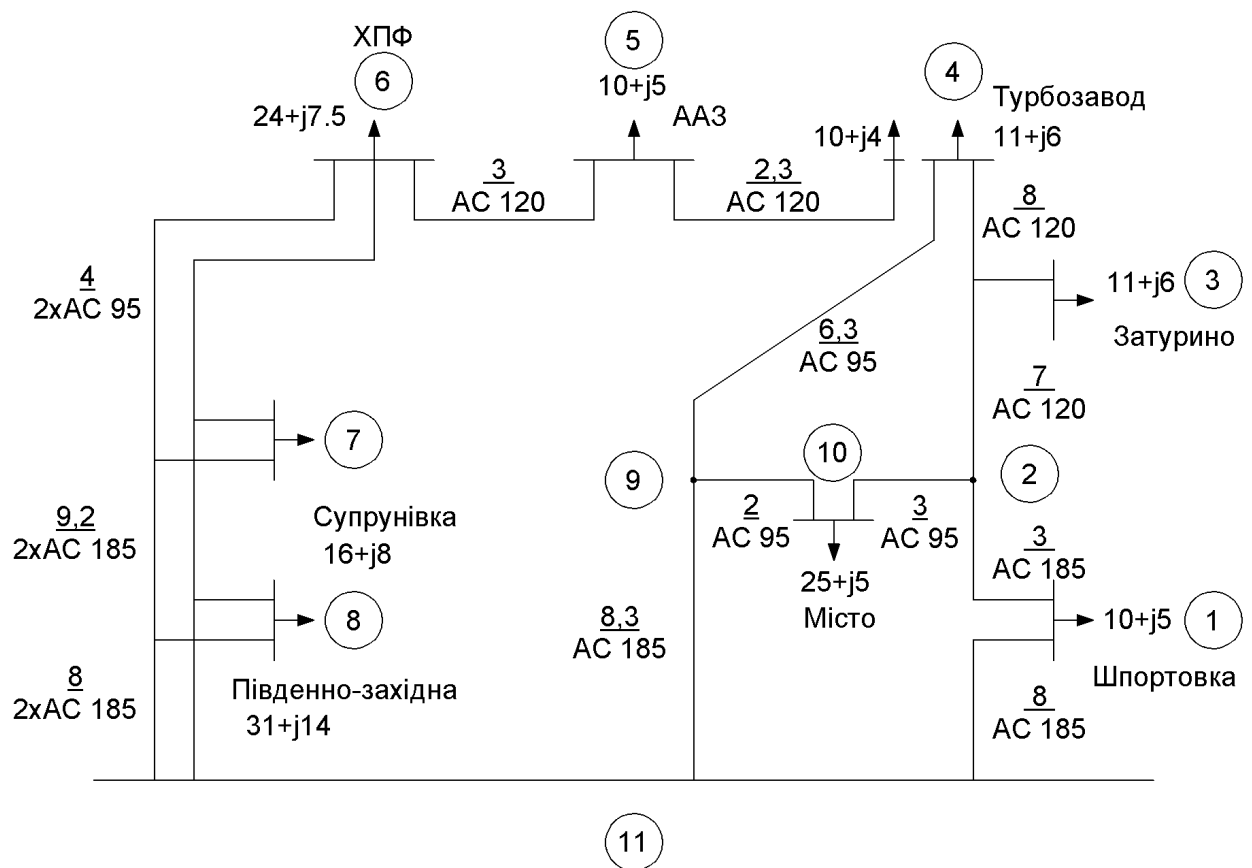 ХПФ
6
24+j7.5
5
10+j5
ААЗ
4
Турбозавод
10+j4
11+j6
3
АС 120
2,3
АС 120
8
АС 120
4
2хАС 95
11+j6
3
Затурино
6,3
АС 95
7
АС 120
7
10
9
2
9,2
2хАС 185
Супрунівка
16+j8
2
АС 95
3
АС 95
3
АС 185
25+j5
Місто
8
8,3
АС 185
10+j5
1
Шпортовка
Південно-західна
31+j14
8
2хАС 185
8
АС 185
11